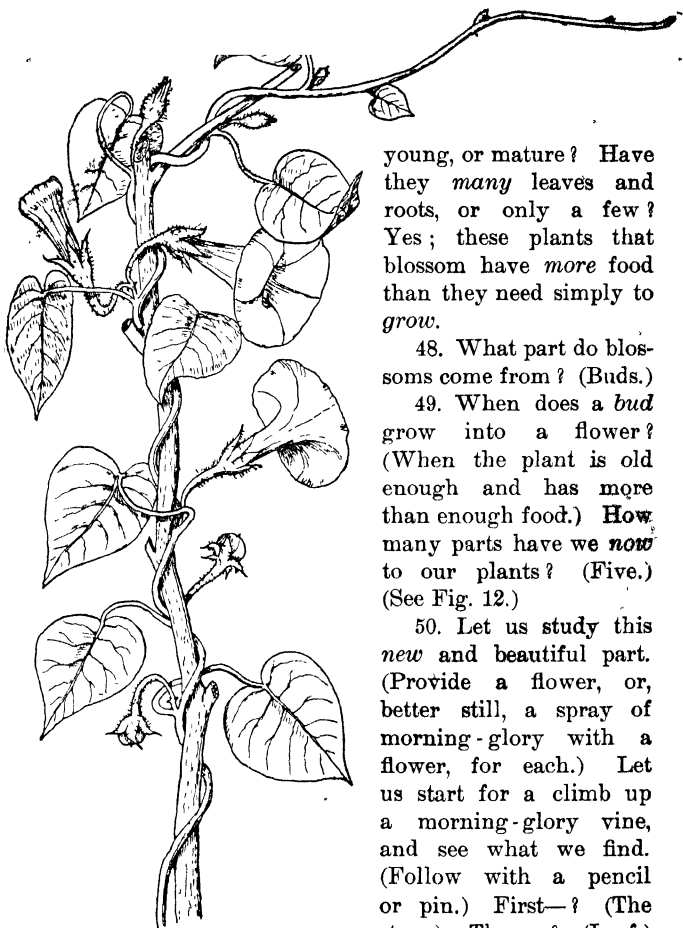 young, or mature? Have
they many leaves and
roots, or only a few?
Yes; these plants that
blossom have more food
than they need simply to
grow.
48. What part do blos-
soms come from? (Buds.)
49. When does a bud
grow into a flower?
(When the plant is old
enough and has more
than enough food.) How
many parts have we now
to our plants? (Five.)
(See Fig. 12.)
50. Let us study this
new and beautiful part.
(Provide a flower, or,
better still, a spray of
morning-glory with a
flower, for each.) Let
us start for a climb up
a morning-glory vine,
and see what we find.
(Follow with a pencil
or pin.) First—? (The